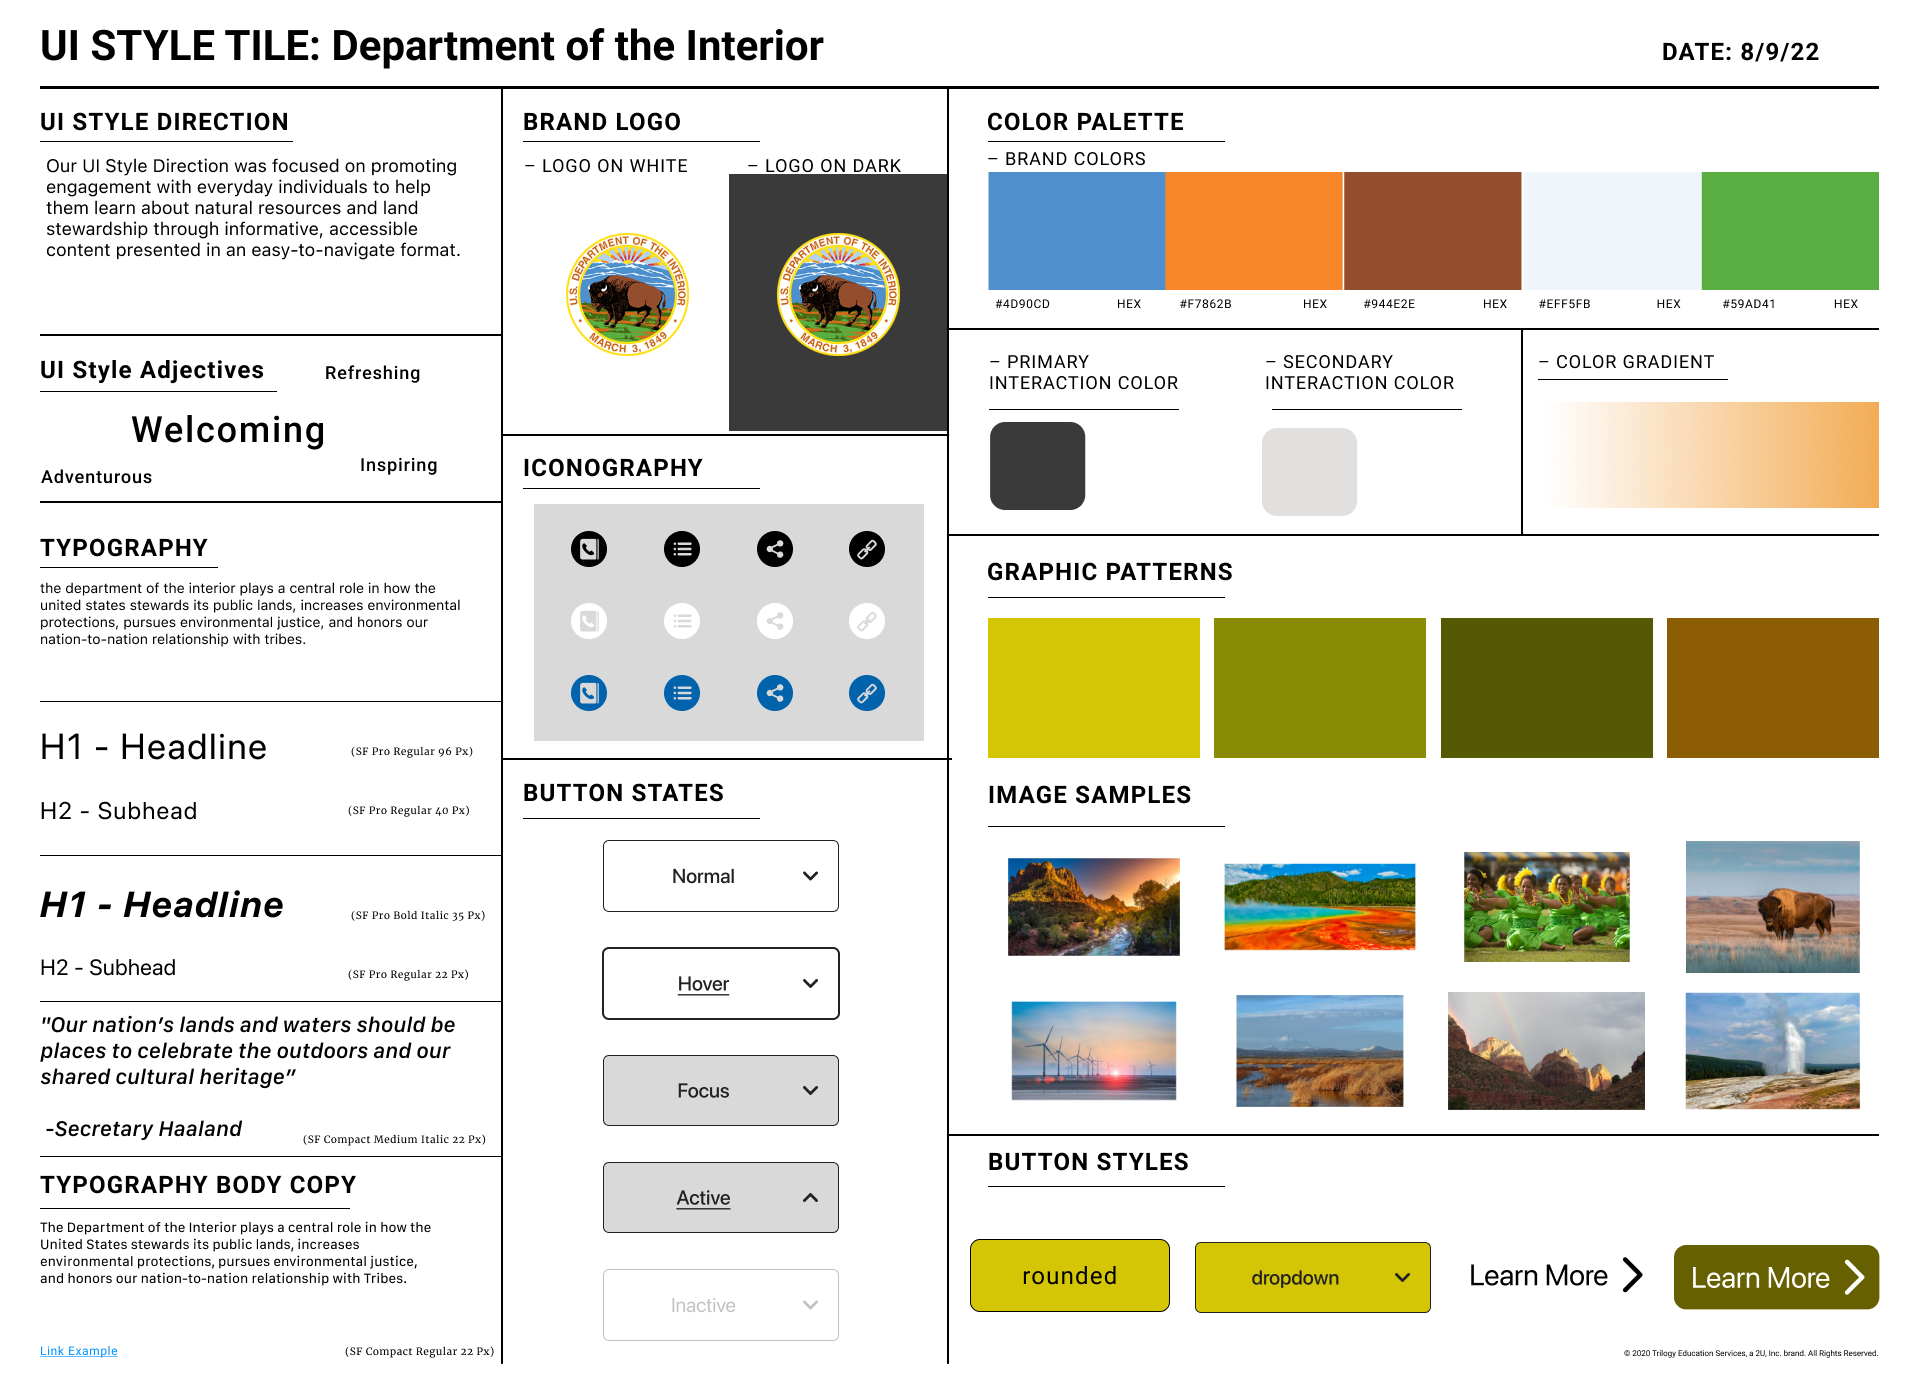 UI STYLE TILE: Department of the Interior
DATE: 8/9/22
UI STYLE DIRECTION
Our UI Style Direction was focused on promoting
engagement with everyday individuals to help
them learn about natural resources and land
stewardship through informative, accessible
content presented in an easy-to-navigate format.
UI Style Adjectives
Refreshing
Welcoming
Inspiring
Adventurous
TYPOGRAPHY
the department of the interior plays a central role in how the
united states stewards its public lands, increases environmental
protections, pursues environmental justice, and honors our
nation-to-nation relationship with tribes.
H1 - Headline
(SF Pro Regular 96 Px)
H2 - Subhead
(SF Pro Regular 40 Px)
H1 - Headline
(SF Pro Bold Italic 35 Px)
H2 - Subhead
(SF Pro Regular 22 Px)
"Our nation’s lands and waters should be
places to celebrate the outdoors and our
shared cultural heritage”
-Secretary Haaland
(SF Compact Medium Italic 22 Px)
TYPOGRAPHY BODY COPY
The Department of the Interior plays a central role in how the
United States stewards its public lands, increases
environmental protections, pursues environmental justice,
and honors our nation-to-nation relationship with Tribes.
Link Example
(SF Compact Regular 22 Px)
BRAND LOGO
– LOGO ON WHITE
– LOGO ON DARK
U.S. DEPARTMENT OF THE INTERIOR
MARCH 3, 1849
U.S. DEPARTMENT OF THE INTERIOR
MARCH 3, 1849
ICONOGRAPHY
BUTTON STATES
Normal
Hover
Focus
Active
Inactive
COLOR PALETTE
– BRAND COLORS
#4D90CD HEX
#F7862B HEX
#944E2E HEX
#EFF5FB HEX
#59AD41 HEX
– PRIMARY
INTERACTION COLOR
– SECONDARY
INTERACTION COLOR
– COLOR GRADIENT
GRAPHIC PATTERNS
IMAGE SAMPLES
BUTTON STYLES
rounded
dropdown
Learn More
Learn More
© 2020 Trilogy Education Services, a 2U, Inc. brand. All Rights Reserved.